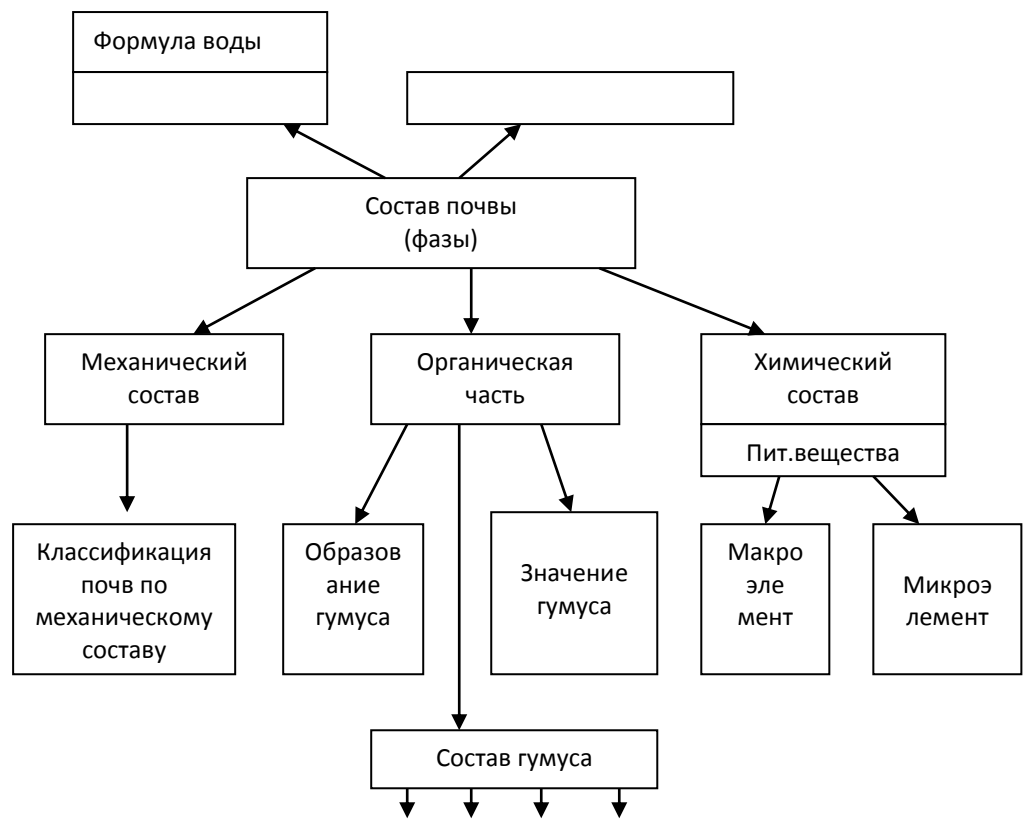 Формула воды
Состав почвы
(фазы)
Механический
состав
Органическая
часть
Химический
состав
Пит.вещества
Классификация
почв по
механическому
составу
Образов
ание
гумуса
Значение
гумуса
Макро
эле
мент
Микроэ
лемент
Состав гумуса